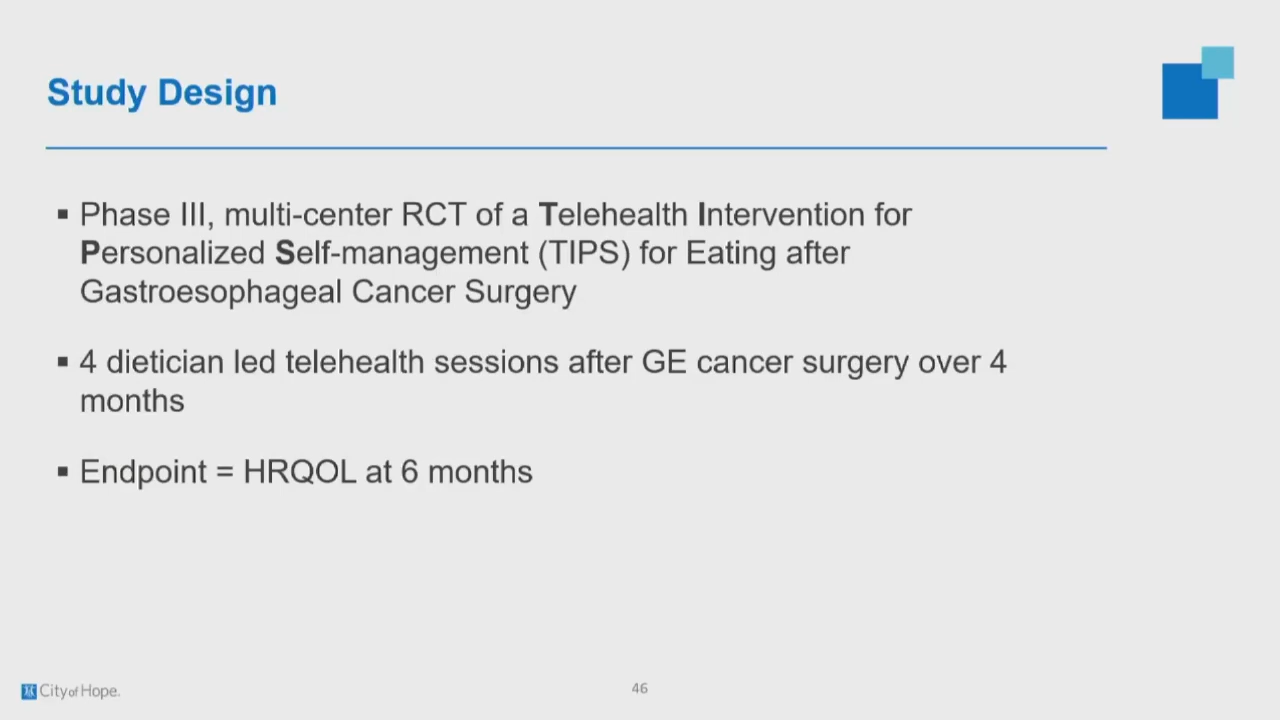 Study Design
▪ Phase III, multi-center RCT of a Telehealth Intervention for
Personalized Self-management (TIPS) for Eating after
Gastroesophageal Cancer Surgery
▪ 4 dietician led telehealth sessions after GE cancer surgery over 4
months
▪ Endpoint = HRQOL at 6 months
City of Hope.
46